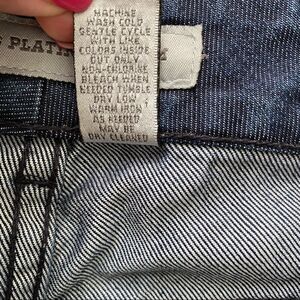 MACHINE
WASH COLD
GENTLE CYCLE
WITH LIKE
COLORS INSIDE
OUT ONLY
NON-CHLORINE
BLEACH WHEN
NEEDED TUMBLE
DRY LOW
WARM IRON
AS NEEDED
MAY BE
DRY CLEANED